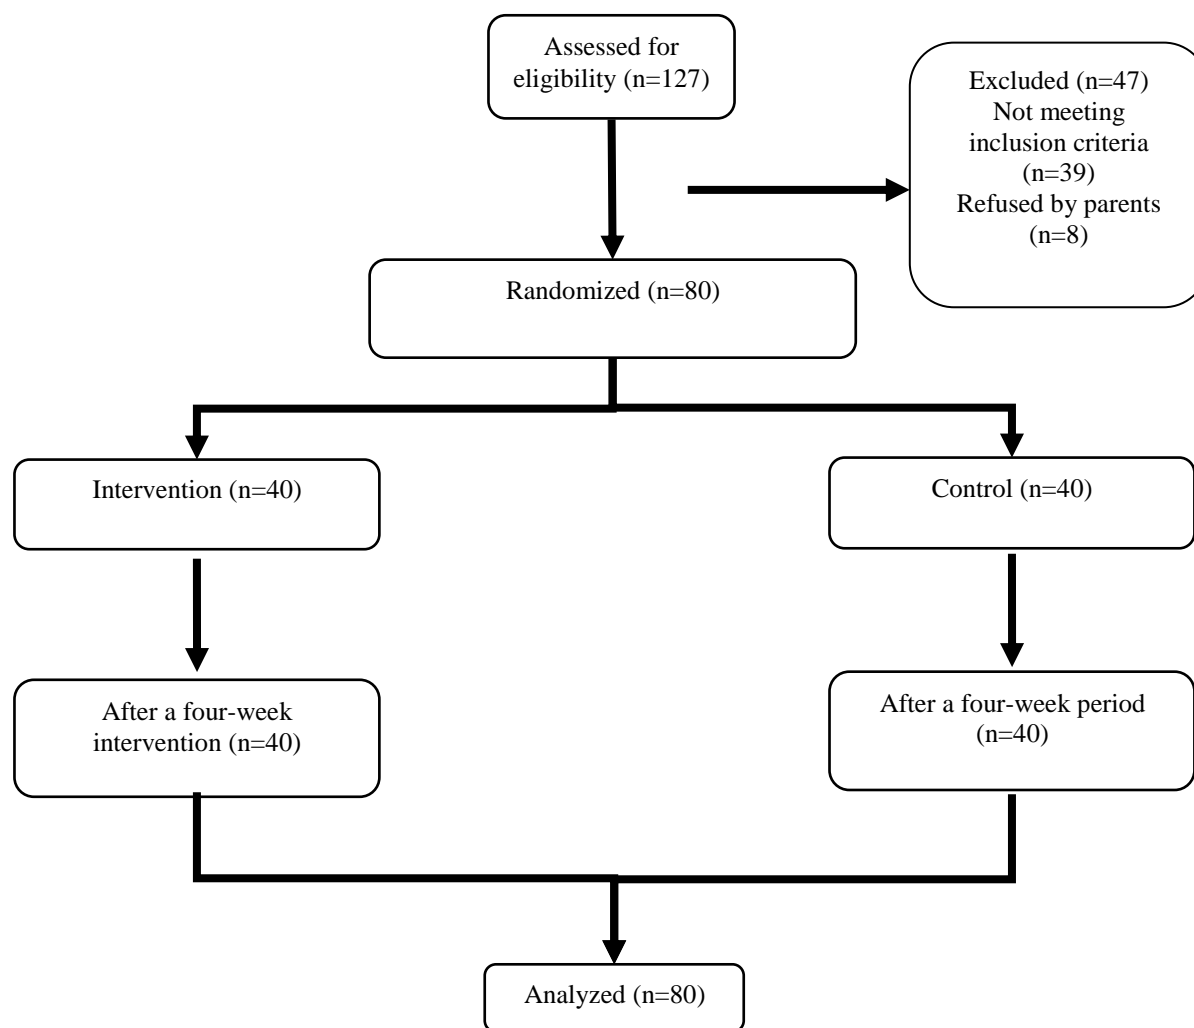 Assessed for
eligibility (n=127)
Excluded (n=47)
Not meeting
inclusion criteria
(n=39)
Refused by parents
(n=8)
Randomized (n=80)
Intervention (n=40)
Control (n=40)
After a four-week
intervention (n=40)
After a four-week period
(n=40)
Analyzed (n=80)